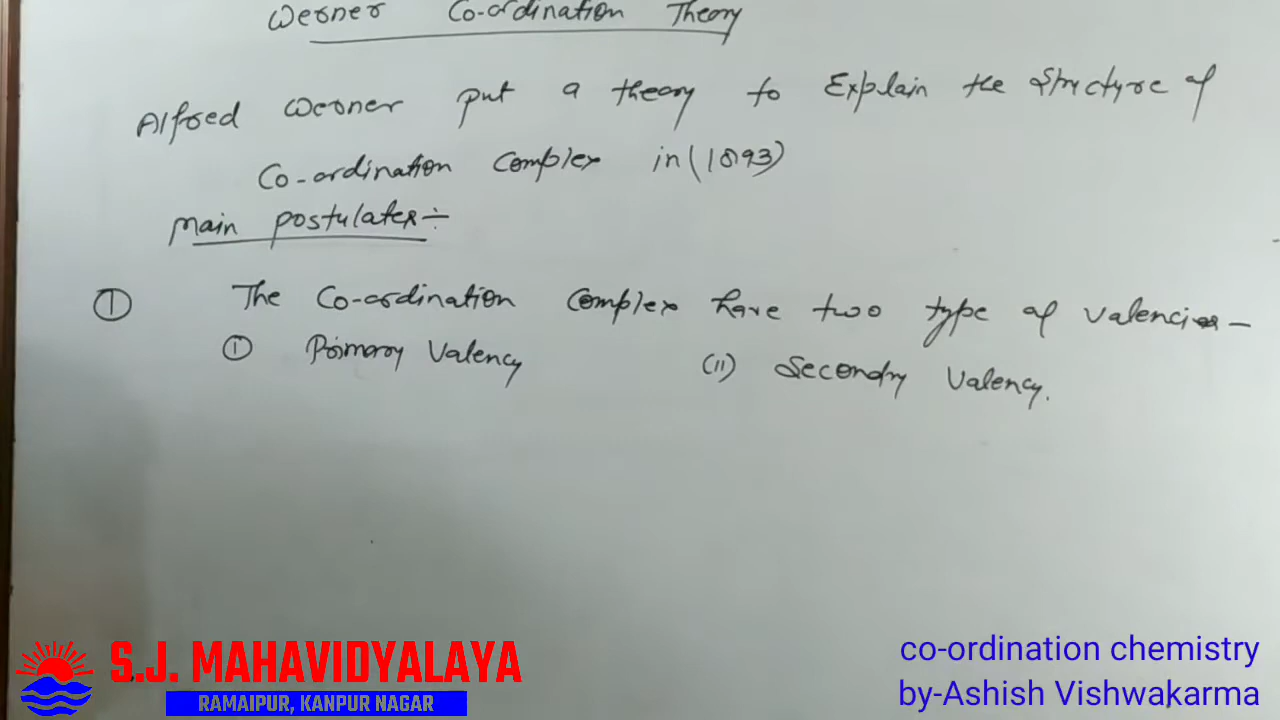 Werner Co-ordination Theory
Alfred Werner put a theory to Explain the Structure of
Co-ordination Complex in (1893)
Main postulates:-
① The Co-ordination Complex have two type of valencies -
① Primary Valency (ii) Secondry Valency.
S.J. MAHAVIDYALAYA
RAMAIPUR, KANPUR NAGAR
co-ordination chemistry
by-Ashish Vishwakarma